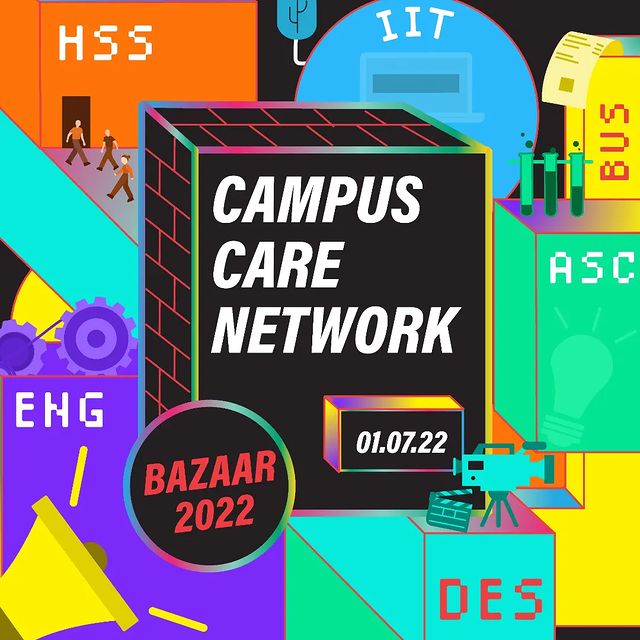 HSS
IIT
BUS
CAMPUS
CARE
NETWORK
ASC
ENG
01.07.22
BAZAAR
2022
DES